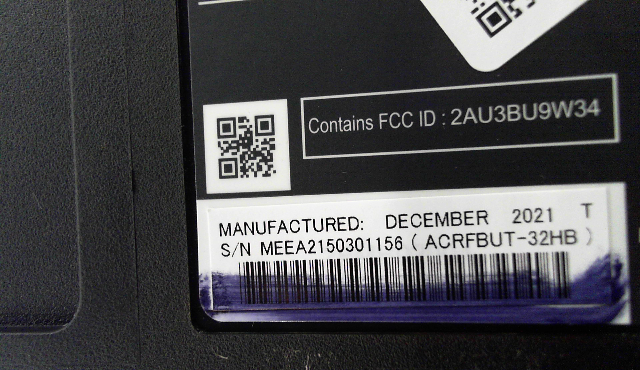 Contains FCC ID : 2AU3BU9W34
MANUFACTURED: DECEMBER 2021 T
S/N MEEA2150301156 ( ACRFBUT-32HB )